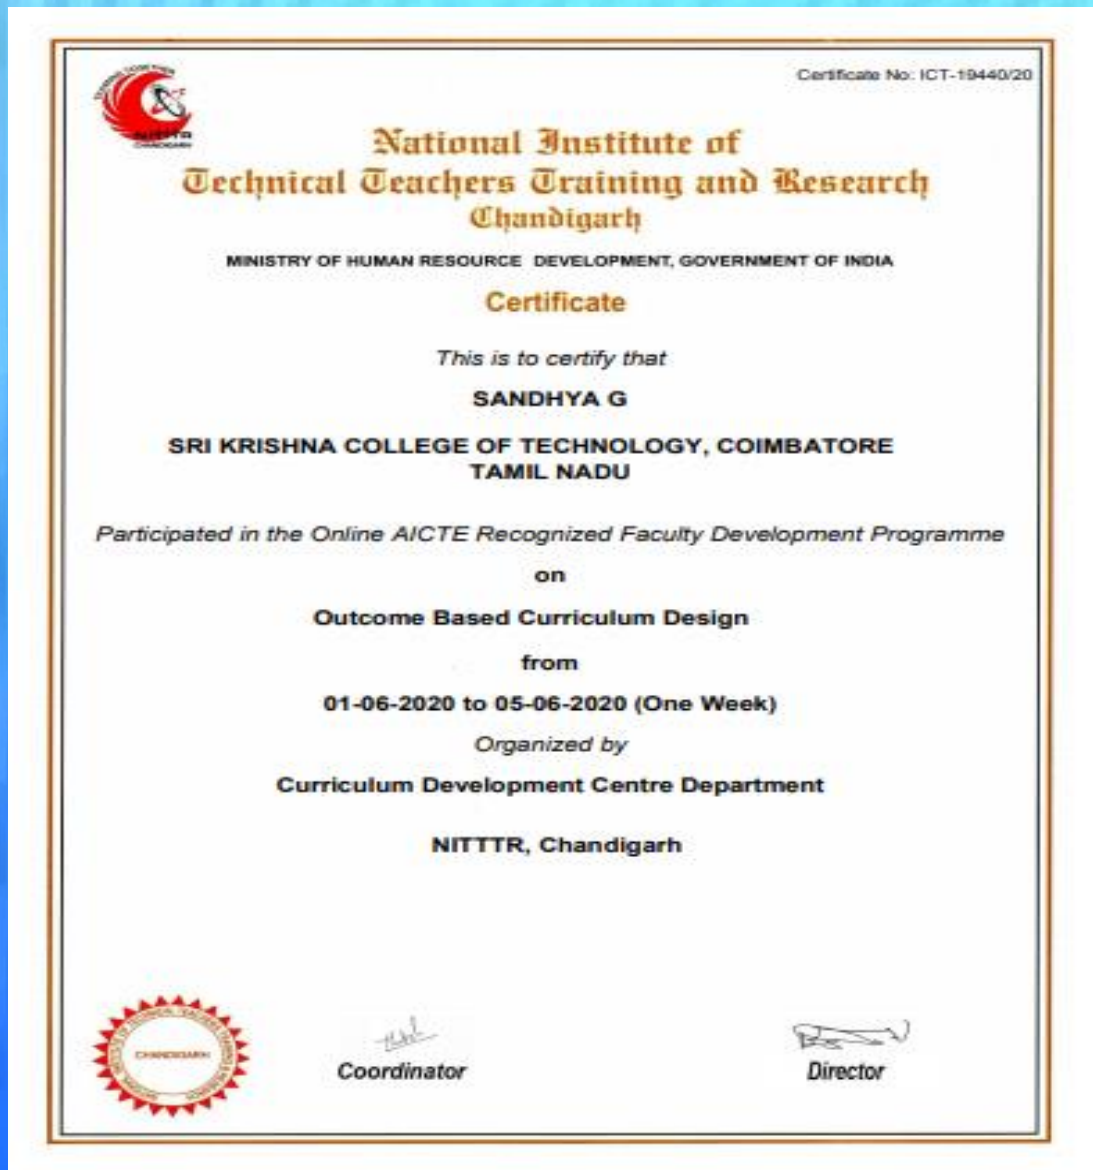 Certificate No: ICT-19440/20
NITTTR
CHANDIGARH
National Institute of
Technical Teachers Training and Research
Chandigarh
MINISTRY OF HUMAN RESOURCE DEVELOPMENT, GOVERNMENT OF INDIA
Certificate
This is to certify that
SANDHYA G
SRI KRISHNA COLLEGE OF TECHNOLOGY, COIMBATORE
TAMIL NADU
Participated in the Online AICTE Recognized Faculty Development Programme
on
Outcome Based Curriculum Design
from
01-06-2020 to 05-06-2020 (One Week)
Organized by
Curriculum Development Centre Department
NITTTR, Chandigarh
CHANDIGARH
Coordinator
Director